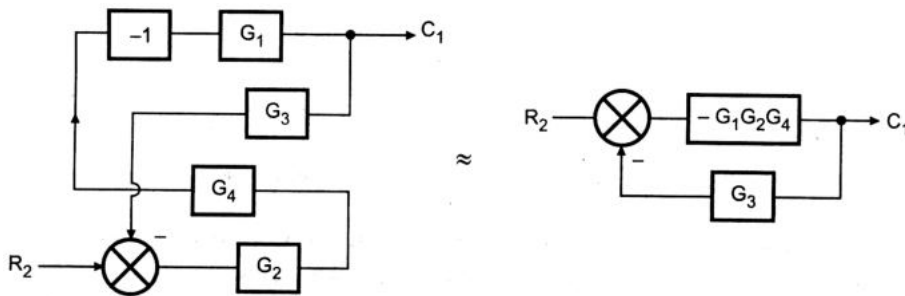 –1 G₁ C₁
G₃
G₄
R₂ – G₂
≈
R₂ – G₁G₂G₄ C₁
–
G₃